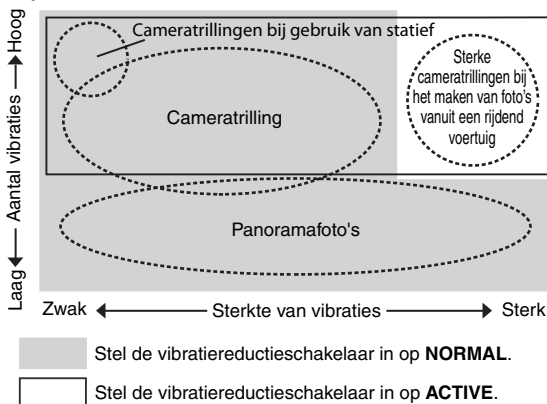 Hoog
Aantal vibraties
Laag
Cameratrillingen bij gebruik van statief
Cameratrilling
Sterke
cameratrillingen bij
het maken van foto's
vanuit een rijdend
voertuig
Panoramafoto's
Zwak
Sterkte van vibraties
Sterk
Stel de vibratiereductieschakelaar in op NORMAL.
Stel de vibratiereductieschakelaar in op ACTIVE.